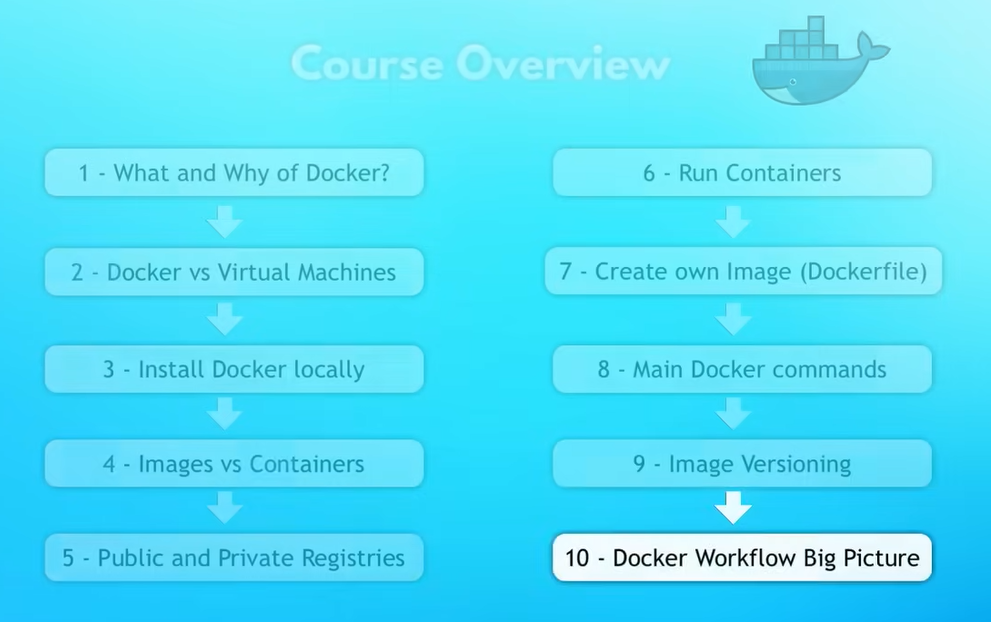 Course Overview
1 - What and Why of Docker?
2 - Docker vs Virtual Machines
3 - Install Docker locally
4 - Images vs Containers
5 - Public and Private Registries
6 - Run Containers
7 - Create own Image (Dockerfile)
8 - Main Docker commands
9 - Image Versioning
10 - Docker Workflow Big Picture